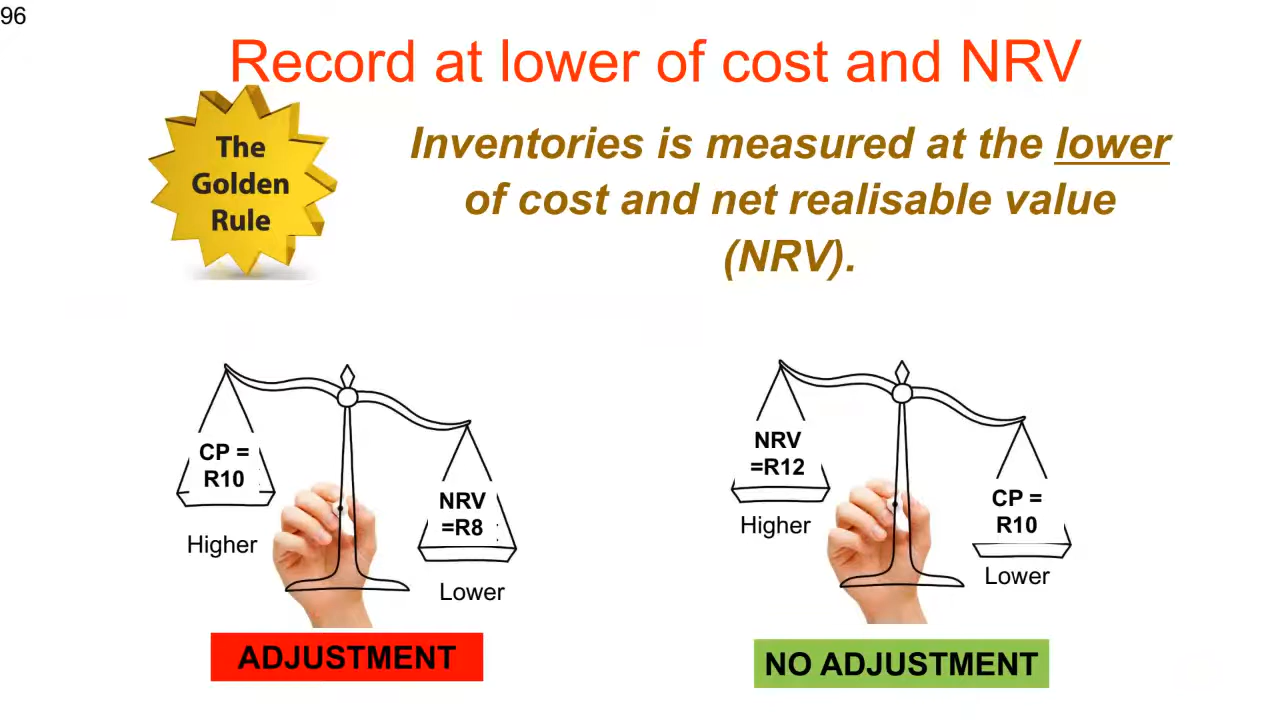 96
Record at lower of cost and NRV
The
Golden
Rule
Inventories is measured at the lower
of cost and net realisable value
(NRV).
CP =
R10
Higher
NRV
=R8
Lower
ADJUSTMENT
NRV
=R12
Higher
CP =
R10
Lower
NO ADJUSTMENT